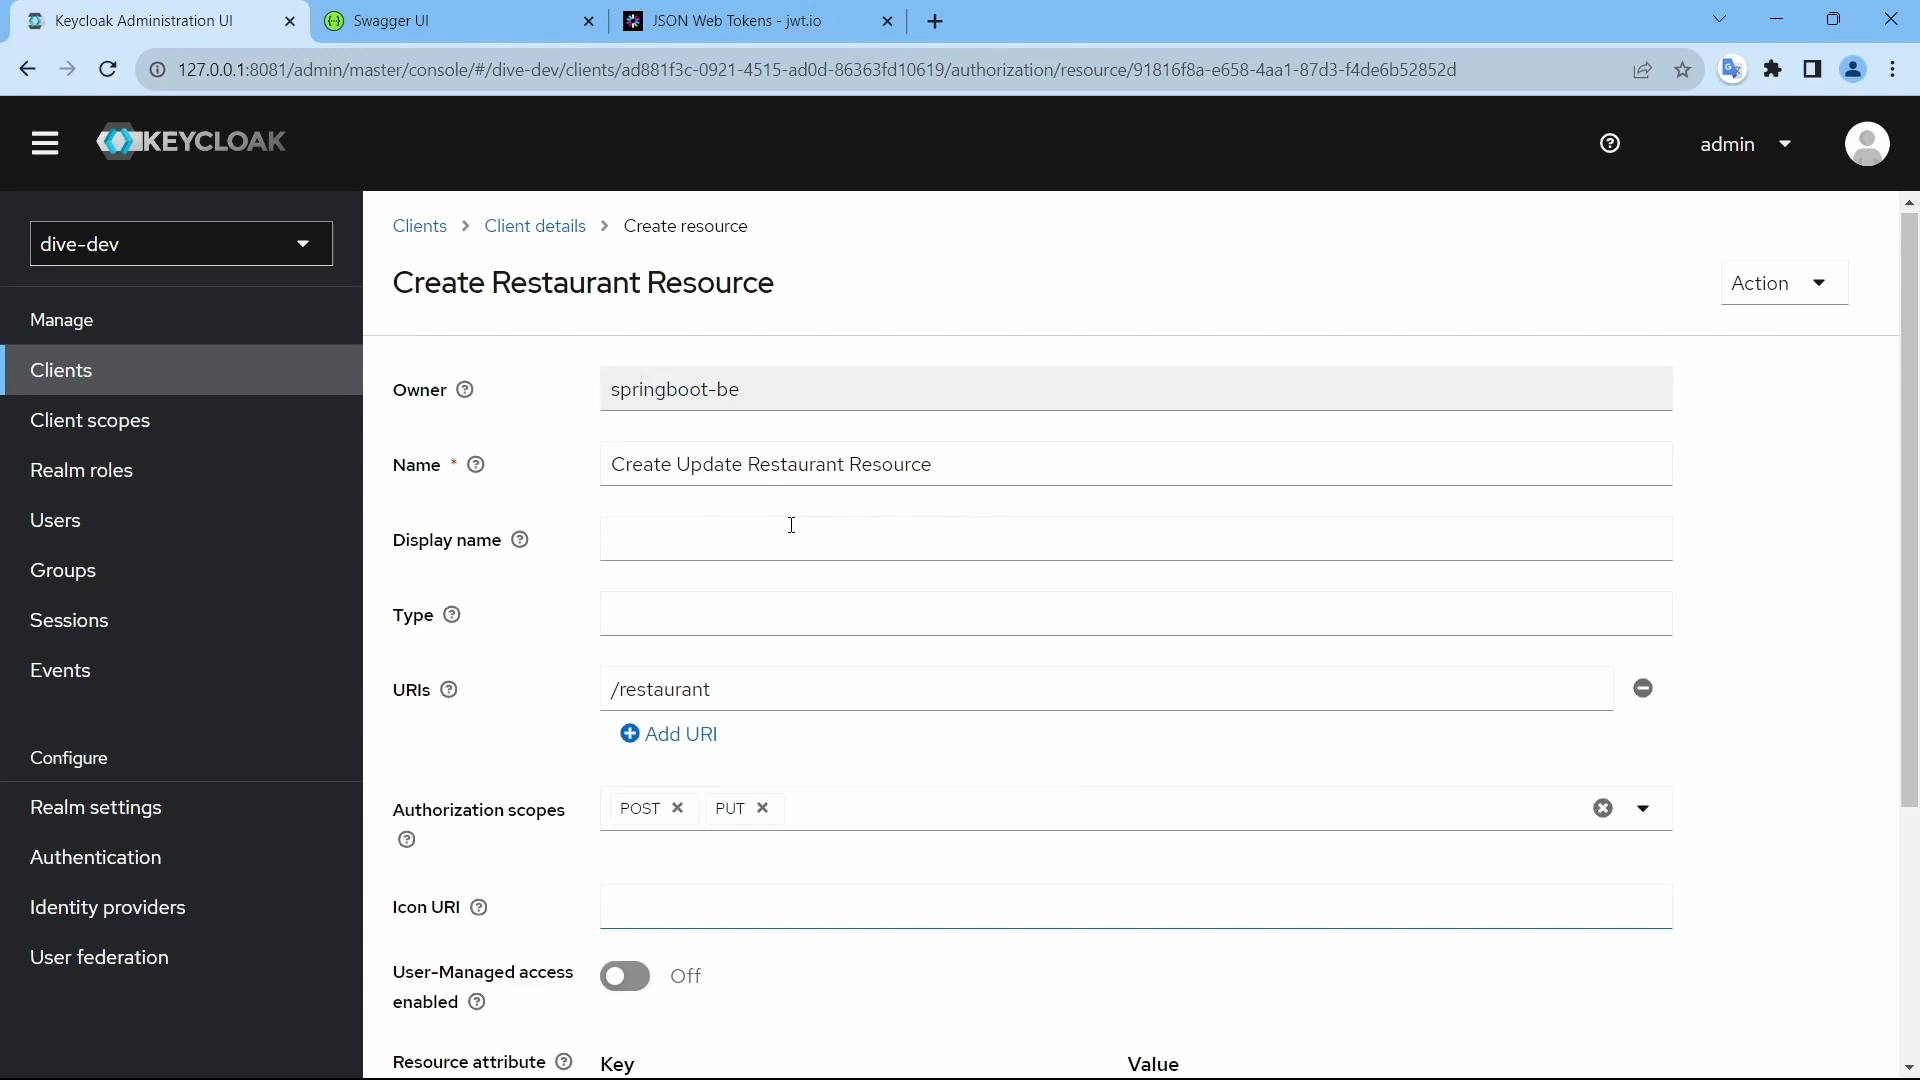 Keycloak Administration UI
Swagger UI
JSON Web Tokens - jwt.io
127.0.0.1:8081/admin/master/console/#/dive-dev/clients/ad881f3c-0921-4515-ad0d-86363fd10619/authorization/resource/91816f8a-e658-4aa1-87d3-f4de6b52852d
KEYCLOAK
admin
dive-dev
Manage
Clients
Client scopes
Realm roles
Users
Groups
Sessions
Events
Configure
Realm settings
Authentication
Identity providers
User federation
Clients > Client details > Create resource
Create Restaurant Resource
Action
Owner
springboot-be
Name *
Create Update Restaurant Resource
Display name
Type
URIs
/restaurant
Add URI
Authorization scopes
POST
PUT
Icon URI
User-Managed access
enabled
Off
Resource attribute
Key
Value